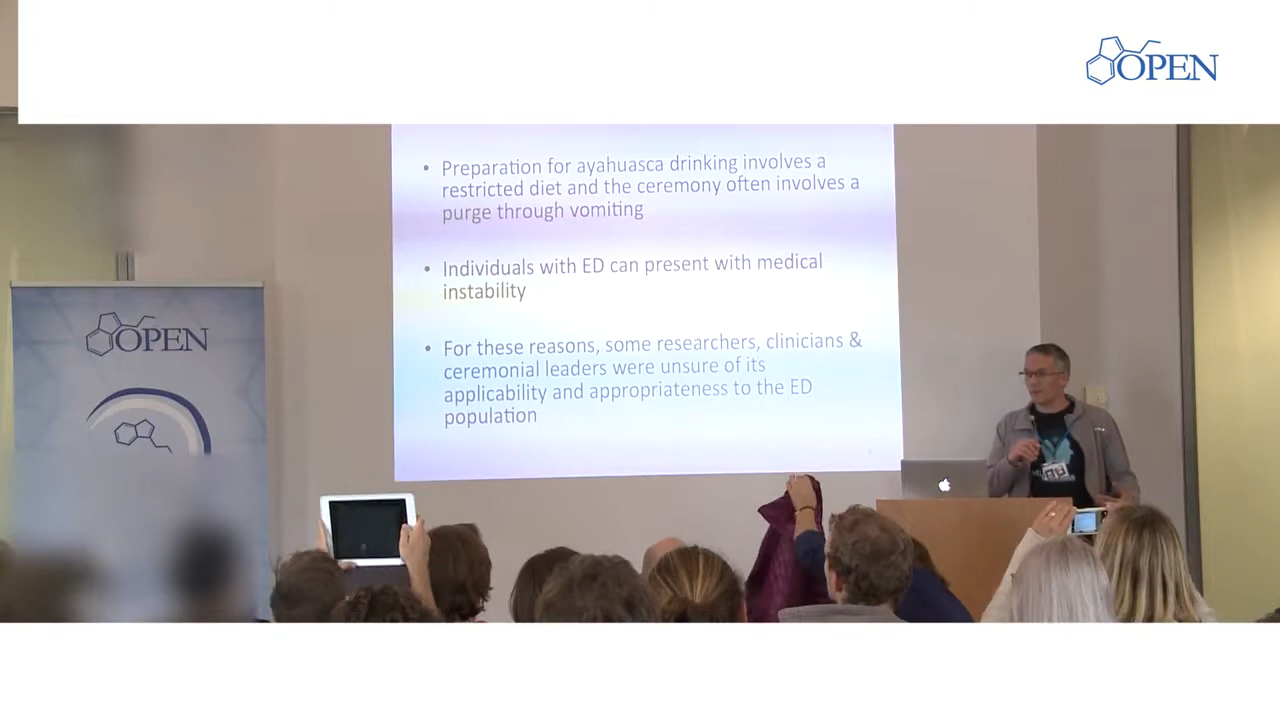 OPEN
• Preparation for ayahuasca drinking involves a
restricted diet and the ceremony often involves a
purge through vomiting
• Individuals with ED can present with medical
instability
• For these reasons, some researchers, clinicians &
ceremonial leaders were unsure of its
applicability and appropriateness to the ED
population
OPEN